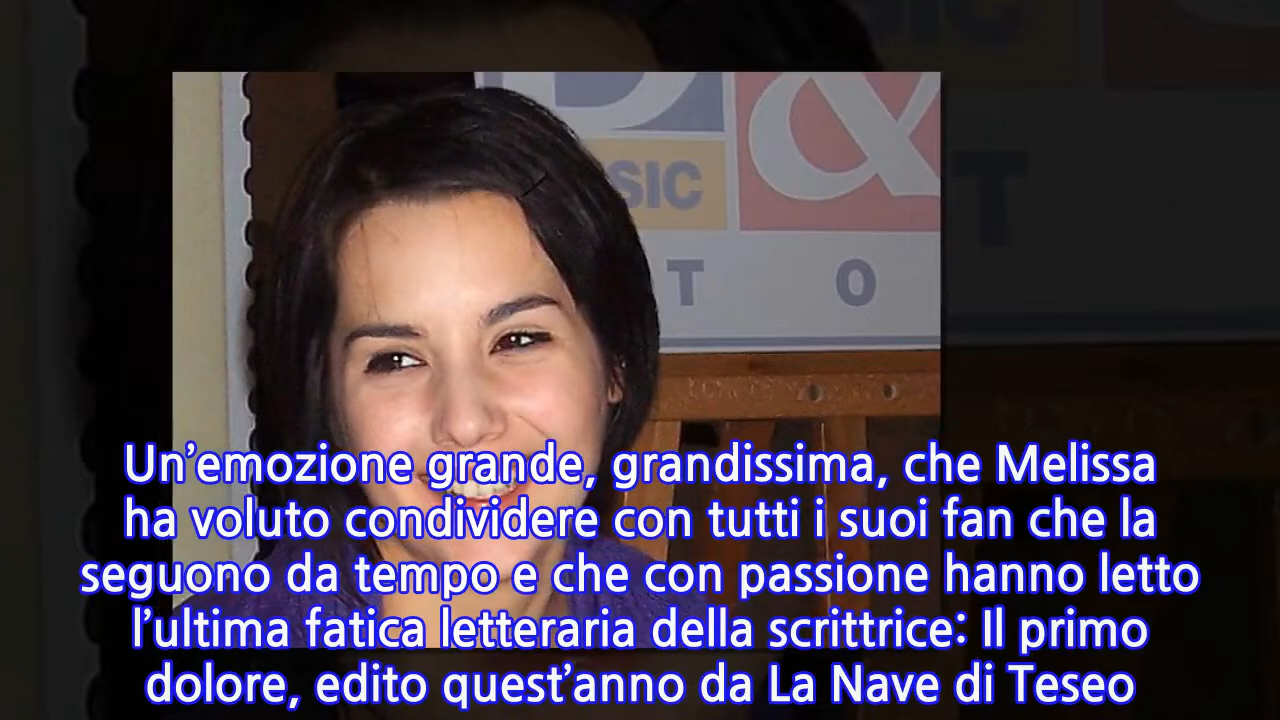 D
&
SIC
T O
Un'emozione grande, grandissima, che Melissa
ha voluto condividere con tutti i suoi fan che la
seguono da tempo e che con passione hanno letto
l'ultima fatica letteraria della scrittrice: Il primo
dolore, edito quest'anno da La Nave di Teseo